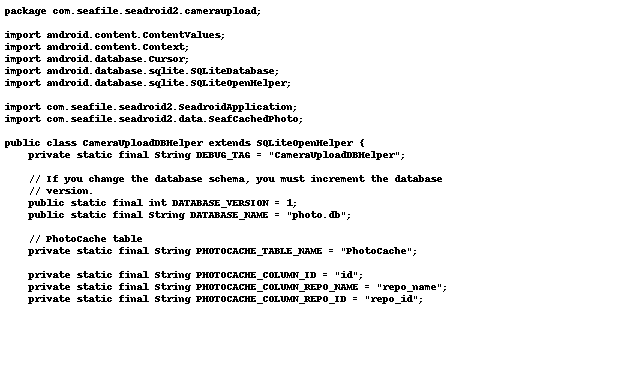 package com.seafile.seadroid2.cameraupload;

import android.content.ContentValues;
import android.content.Context;
import android.database.Cursor;
import android.database.sqlite.SQLiteDatabase;
import android.database.sqlite.SQLiteOpenHelper;

import com.seafile.seadroid2.SeadroidApplication;
import com.seafile.seadroid2.data.SeafCachedPhoto;

public class CameraUploadDBHelper extends SQLiteOpenHelper {
    private static final String DEBUG_TAG = "CameraUploadDBHelper";

    // If you change the database schema, you must increment the database
    // version.
    public static final int DATABASE_VERSION = 1;
    public static final String DATABASE_NAME = "photo.db";

    // PhotoCache table
    private static final String PHOTOCACHE_TABLE_NAME = "PhotoCache";

    private static final String PHOTOCACHE_COLUMN_ID = "id";
    private static final String PHOTOCACHE_COLUMN_REPO_NAME = "repo_name";
    private static final String PHOTOCACHE_COLUMN_REPO_ID = "repo_id";